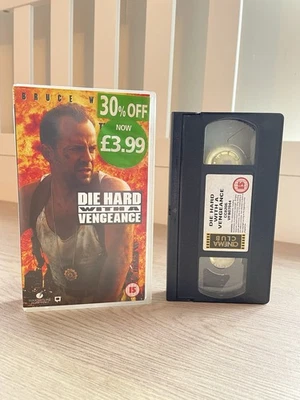 BRUCE W
30% OFF
NOW
£3.99
DIE HARD
WITH A
VENGEANCE
15
15
DIE HARD
WITH A
VENGEANCE
CINEMA
CLUB